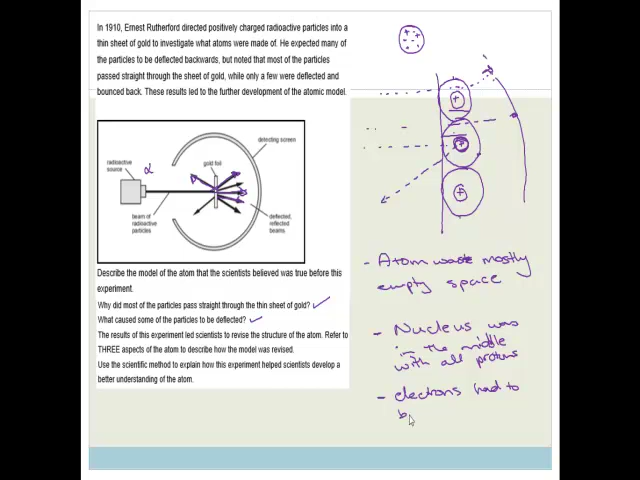 In 1910, Ernest Rutherford directed positively charged radioactive particles into a
thin sheet of gold to investigate what atoms were made of. He expected many of
the particles to be deflected backwards, but noted that most of the particles
passed straight through the sheet of gold, while only a few were deflected and
bounced back. These results led to the further development of the atomic model.
detecting screen
radioactive
source
α
gold foil
beam of
radioactive
particles
deflected,
reflected
beams
Describe the model of the atom that the scientists believed was true before this
experiment.
Why did most of the particles pass straight through the thin sheet of gold?
What caused some of the particles to be deflected?
The results of this experiment led scientists to revise the structure of the atom. Refer to
THREE aspects of the atom to describe how the model was revised.
Use the scientific method to explain how this experiment helped scientists develop a
better understanding of the atom.
- Atom was mostly
empty space
- Nucleus was
in the middle
with all protons
- electrons had to
b